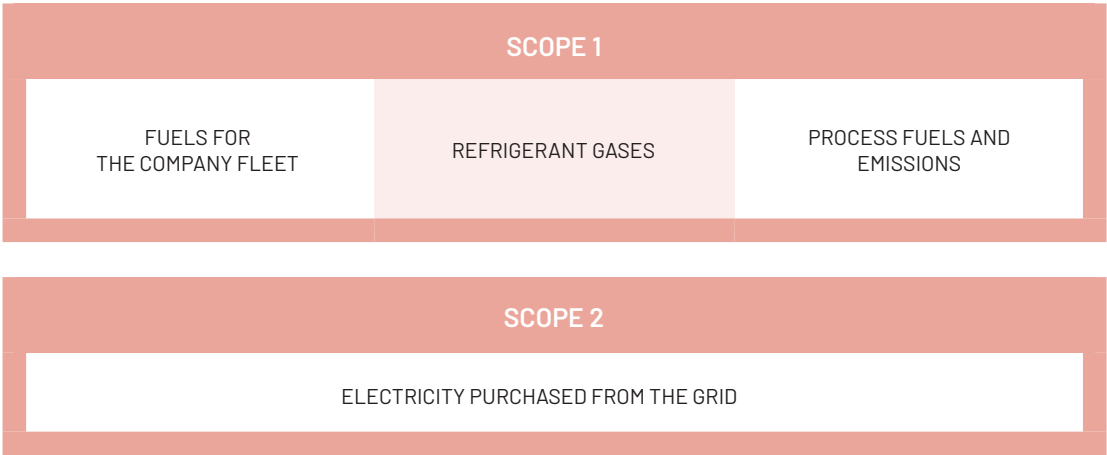 SCOPE 1
FUELS FOR
THE COMPANY FLEET
REFRIGERANT GASES
PROCESS FUELS AND
EMISSIONS
SCOPE 2
ELECTRICITY PURCHASED FROM THE GRID